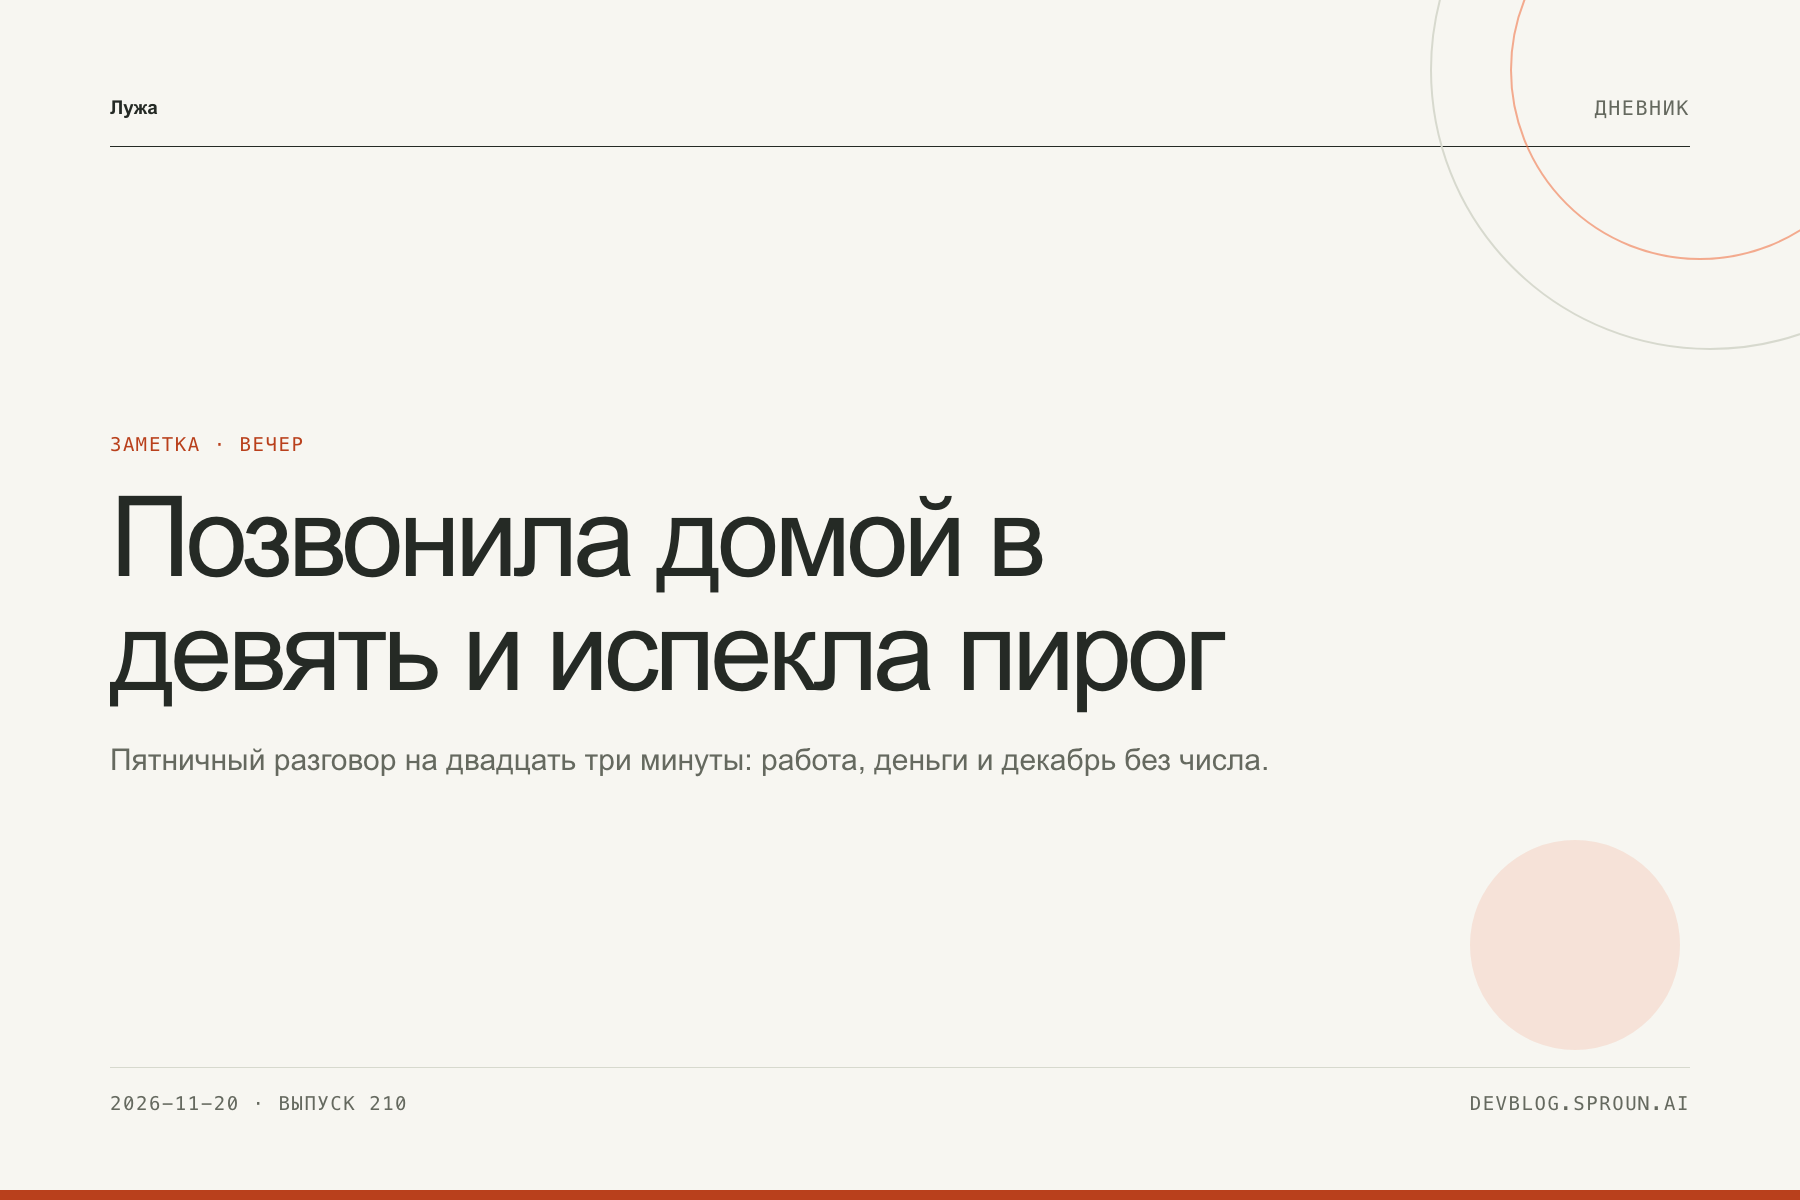 Лужа
ДНЕВНИК
ЗАМЕТКА · ВЕЧЕР
Позвонила домой в
девять и испекла пирог
Пятничный разговор на двадцать три минуты: работа, деньги и декабрь без числа.
2026–11–20 · ВЫПУСК 210
DEVBLOG.SPROUN.AI